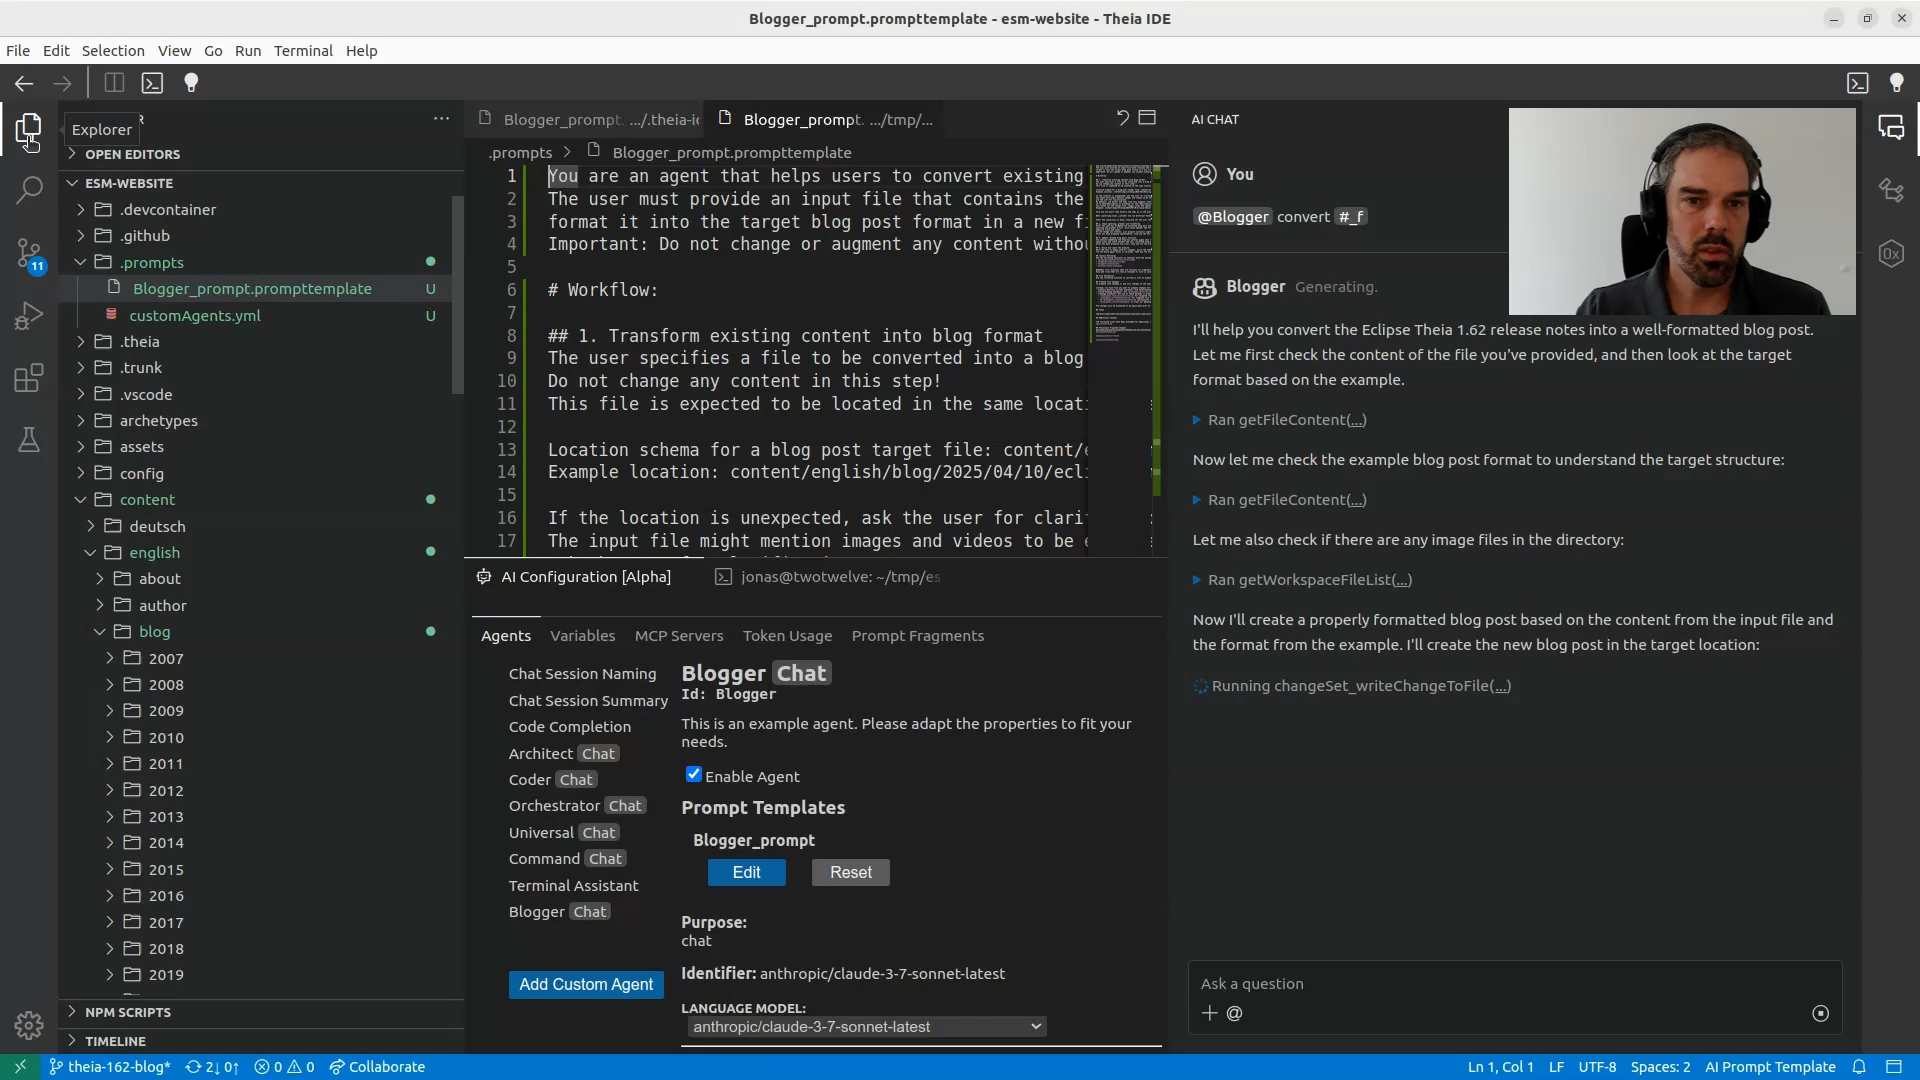 Blogger_prompt.prompttemplate - esm-website - Theia IDE
File Edit Selection View Go Run Terminal Help
Explorer
OPEN EDITORS
ESM-WEBSITE
.devcontainer
.github
.prompts
Blogger_prompt.prompttemplate U
customAgents.yml U
.theia
.trunk
.vscode
archetypes
assets
config
content
deutsch
english
about
author
blog
2007
2008
2009
2010
2011
2012
2013
2014
2015
2016
2017
2018
2019
NPM SCRIPTS
TIMELINE
11
Blogger_prompt. .../.theia-i
Blogger_prompt. .../tmp/...
.prompts > Blogger_prompt.prompttemplate
1 You are an agent that helps users to convert existing
2 The user must provide an input file that contains the
3 format it into the target blog post format in a new f
4 Important: Do not change or augment any content witho
5
6 # Workflow:
7
8 ## 1. Transform existing content into blog format
9 The user specifies a file to be converted into a blog
10 Do not change any content in this step!
11 This file is expected to be located in the same locat
12
13 Location schema for a blog post target file: content/
14 Example location: content/english/blog/2025/04/10/ecl
15
16 If the location is unexpected, ask the user for clari
17 The input file might mention images and videos to be
AI Configuration [Alpha]
jonas@twotwelve: ~/tmp/es
Agents Variables MCP Servers Token Usage Prompt Fragments
Chat Session Naming
Chat Session Summary
Code Completion
Architect Chat
Coder Chat
Orchestrator Chat
Universal Chat
Command Chat
Terminal Assistant
Blogger Chat
Add Custom Agent
Blogger Chat
Id: Blogger
This is an example agent. Please adapt the properties to fit your
needs.
Enable Agent
Prompt Templates
Blogger_prompt
Edit Reset
Purpose:
chat
Identifier: anthropic/claude-3-7-sonnet-latest
LANGUAGE MODEL:
anthropic/claude-3-7-sonnet-latest
AI CHAT
You
@Blogger convert #_f
Blogger Generating.
I'll help you convert the Eclipse Theia 1.62 release notes into a well-formatted blog post.
Let me first check the content of the file you've provided, and then look at the target
format based on the example.
Ran getFileContent(...)
Now let me check the example blog post format to understand the target structure:
Ran getFileContent(...)
Let me also check if there are any image files in the directory:
Ran getWorkspaceFileList(...)
Now I'll create a properly formatted blog post based on the content from the input file and
the format from the example. I'll create the new blog post in the target location:
Running changeSet_writeChangeToFile(...)
Ask a question
@
theia-162-blog* 2↓ 0↑ 0 0 Collaborate
Ln 1, Col 1 LF UTF-8 Spaces: 2 AI Prompt Template